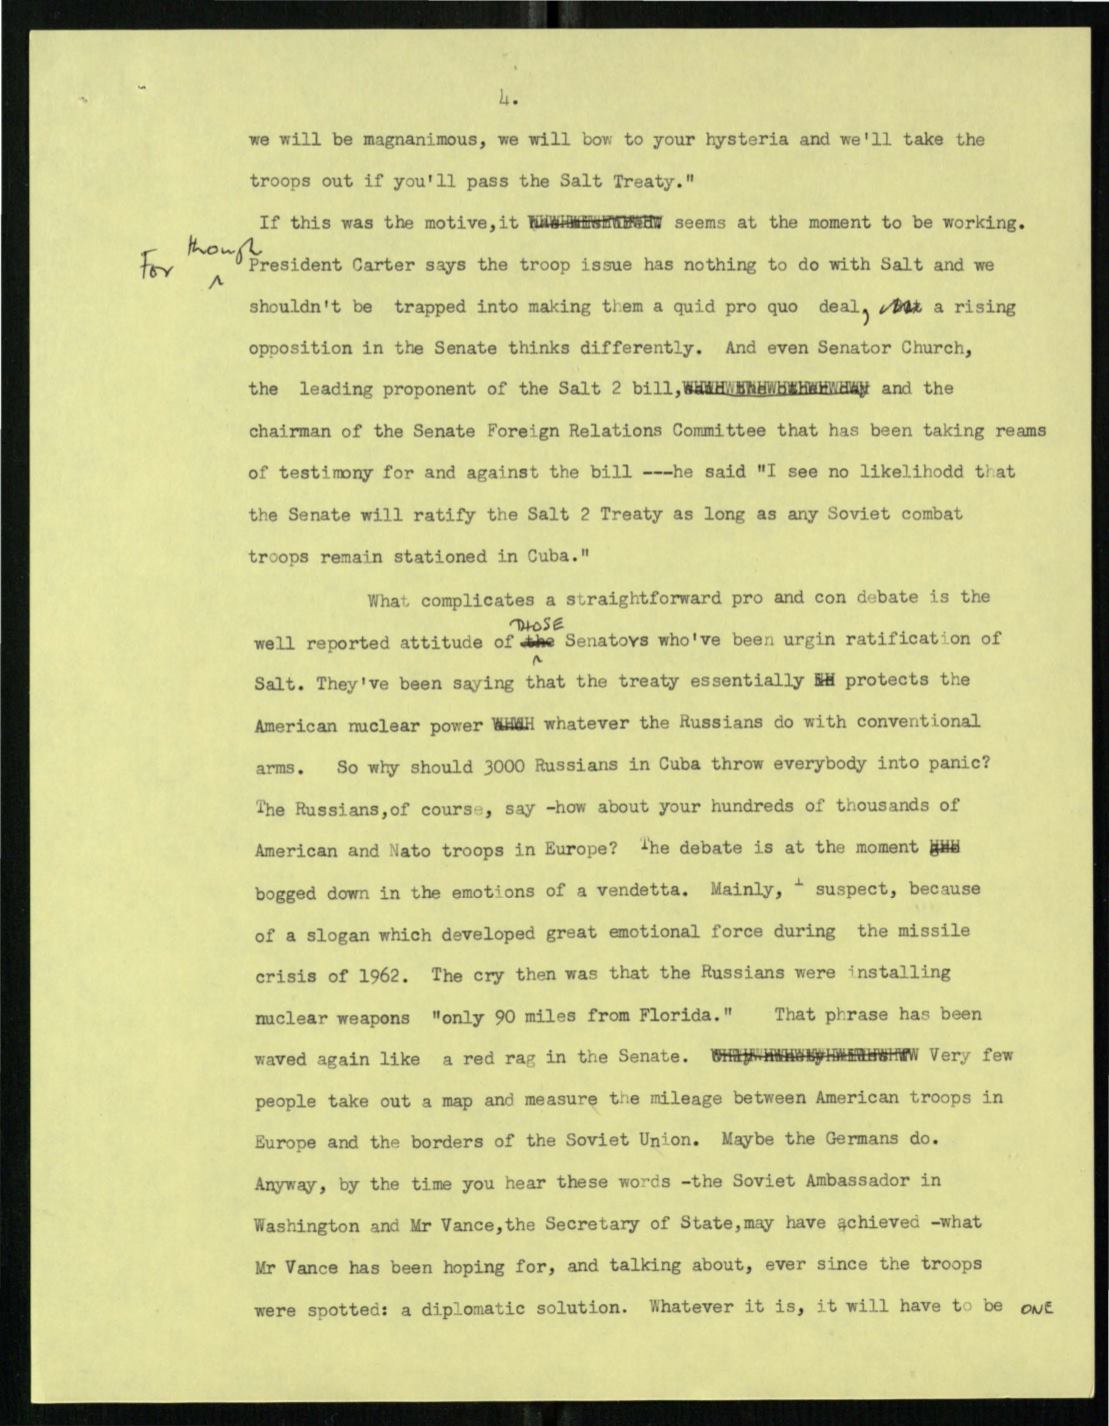 4.
we will be magnanimous, we will bow to your hysteria and we'll take the
troops out if you'll pass the Salt Treaty."
If this was the motive,it seems at the moment to be working.
For though President Carter says the troop issue has nothing to do with Salt and we
shouldn't be trapped into making them a quid pro quo deal, a rising
opposition in the Senate thinks differently. And even Senator Church,
the leading proponent of the Salt 2 bill, and the
chairman of the Senate Foreign Relations Committee that has been taking reams
of testimony for and against the bill ---he said "I see no likelihodd that
the Senate will ratify the Salt 2 Treaty as long as any Soviet combat
troops remain stationed in Cuba."
What complicates a straightforward pro and con debate is the
well reported attitude of THOSE Senators who've been urgin ratification of
Salt. They've been saying that the treaty essentially protects the
American nuclear power whatever the Russians do with conventional
arms. So why should 3000 Russians in Cuba throw everybody into panic?
The Russians,of course, say -how about your hundreds of thousands of
American and Nato troops in Europe? The debate is at the moment
bogged down in the emotions of a vendetta. Mainly, I suspect, because
of a slogan which developed great emotional force during the missile
crisis of 1962. The cry then was that the Russians were installing
nuclear weapons "only 90 miles from Florida." That phrase has been
waved again like a red rag in the Senate. Very few
people take out a map and measure the mileage between American troops in
Europe and the borders of the Soviet Union. Maybe the Germans do.
Anyway, by the time you hear these words -the Soviet Ambassador in
Washington and Mr Vance,the Secretary of State,may have achieved -what
Mr Vance has been hoping for, and talking about, ever since the troops
were spotted: a diplomatic solution. Whatever it is, it will have to be ONE